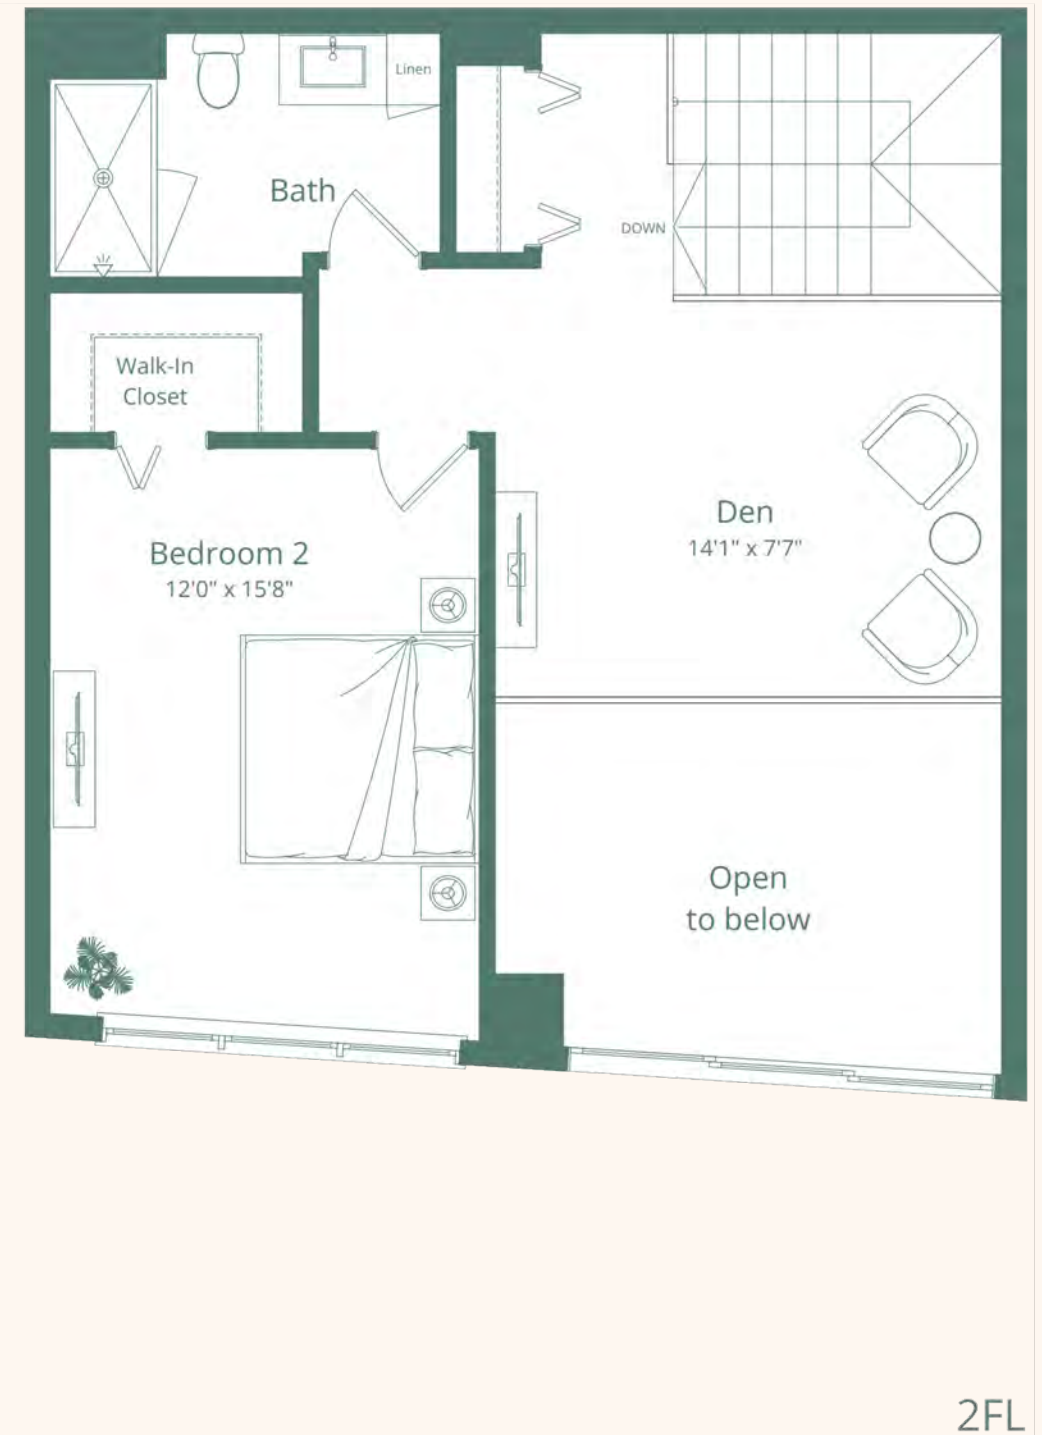 Linen
Bath
DOWN
Walk-In
Closet
Den
14'1" x 7'7"
Bedroom 2
12'0" x 15'8"
Open
to below
2FL